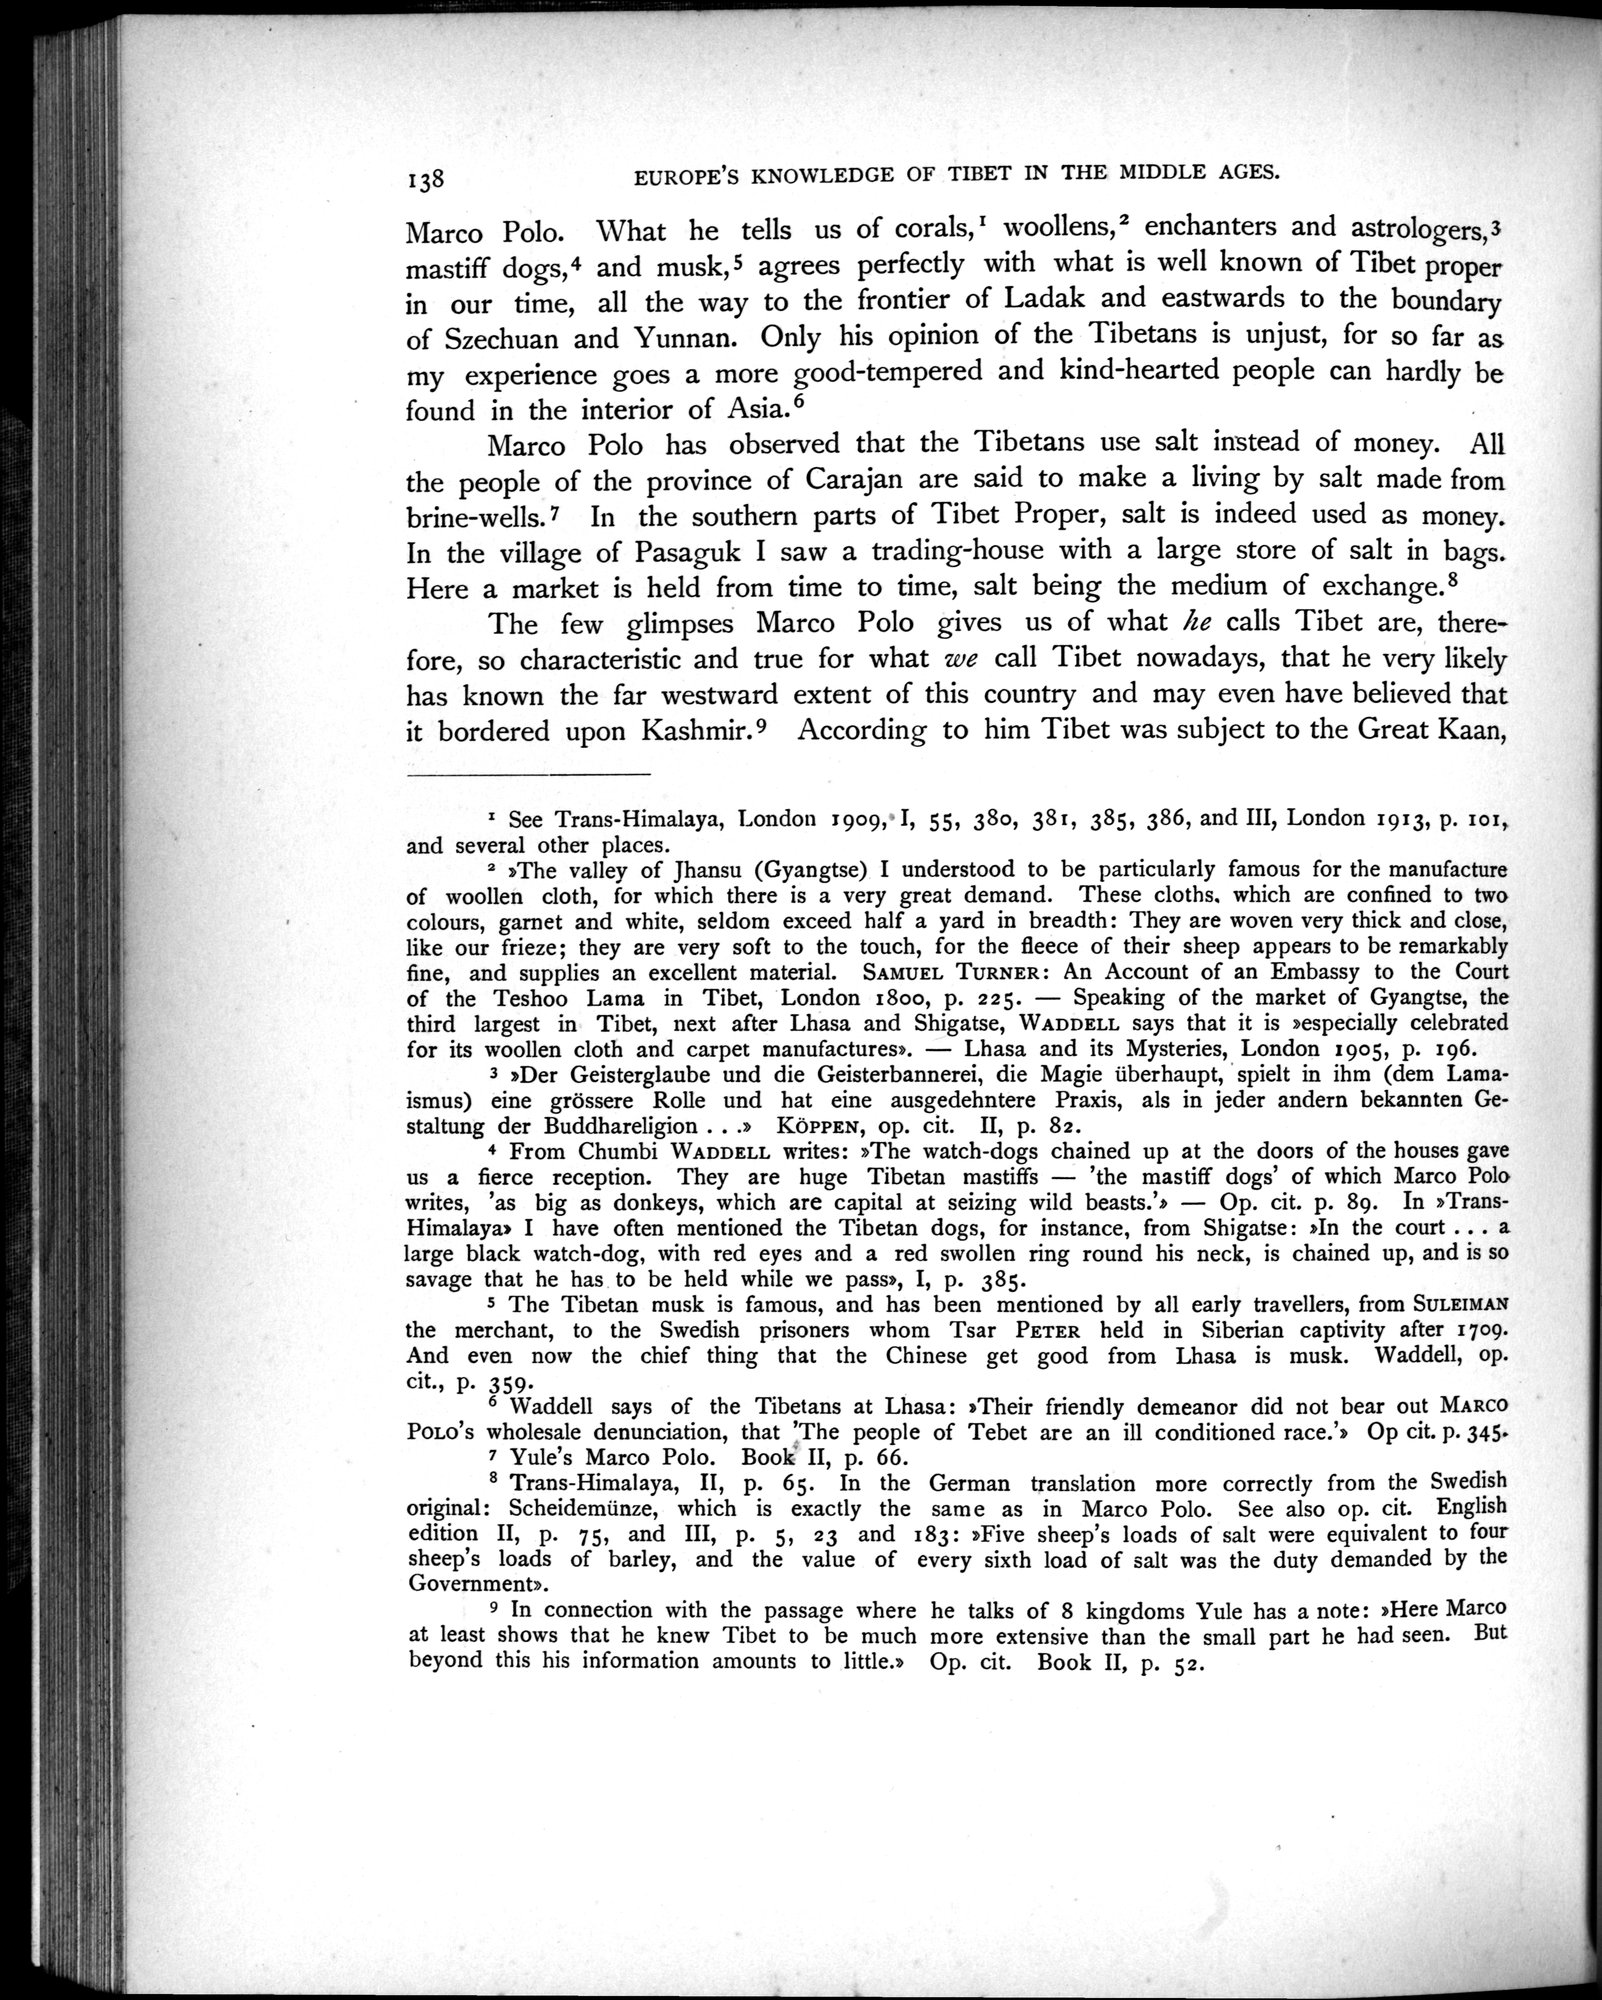 138 EUROPE'S KNOWLEDGE OF TIBET IN THE MIDDLE AGES.
Marco Polo. What he tells us of corals,¹ woollens,² enchanters and astrologers,³
mastiff dogs,⁴ and musk,⁵ agrees perfectly with what is well known of Tibet proper
in our time, all the way to the frontier of Ladak and eastwards to the boundary
of Szechuan and Yunnan. Only his opinion of the Tibetans is unjust, for so far as
my experience goes a more good-tempered and kind-hearted people can hardly be
found in the interior of Asia.⁶
Marco Polo has observed that the Tibetans use salt instead of money. All
the people of the province of Carajan are said to make a living by salt made from
brine-wells.⁷ In the southern parts of Tibet Proper, salt is indeed used as money.
In the village of Pasaguk I saw a trading-house with a large store of salt in bags.
Here a market is held from time to time, salt being the medium of exchange.⁸
The few glimpses Marco Polo gives us of what he calls Tibet are, there-
fore, so characteristic and true for what we call Tibet nowadays, that he very likely
has known the far westward extent of this country and may even have believed that
it bordered upon Kashmir.⁹ According to him Tibet was subject to the Great Kaan,
¹ See Trans-Himalaya, London 1909, I, 55, 380, 381, 385, 386, and III, London 1913, p. 101,
and several other places.
² »The valley of Jhansu (Gyangtse) I understood to be particularly famous for the manufacture
of woollen cloth, for which there is a very great demand. These cloths, which are confined to two
colours, garnet and white, seldom exceed half a yard in breadth: They are woven very thick and close,
like our frieze; they are very soft to the touch, for the fleece of their sheep appears to be remarkably
fine, and supplies an excellent material. SAMUEL TURNER: An Account of an Embassy to the Court
of the Teshoo Lama in Tibet, London 1800, p. 225. — Speaking of the market of Gyangtse, the
third largest in Tibet, next after Lhasa and Shigatse, WADDELL says that it is »especially celebrated
for its woollen cloth and carpet manufactures». — Lhasa and its Mysteries, London 1905, p. 196.
³ »Der Geisterglaube und die Geisterbannerei, die Magie überhaupt, spielt in ihm (dem Lama-
ismus) eine grössere Rolle und hat eine ausgedehntere Praxis, als in jeder andern bekannten Ge-
staltung der Buddhareligion . . .» KÖPPEN, op. cit. II, p. 82.
⁴ From Chumbi WADDELL writes: »The watch-dogs chained up at the doors of the houses gave
us a fierce reception. They are huge Tibetan mastiffs — 'the mastiff dogs' of which Marco Polo
writes, 'as big as donkeys, which are capital at seizing wild beasts.'» — Op. cit. p. 89. In »Trans-
Himalaya» I have often mentioned the Tibetan dogs, for instance, from Shigatse: »In the court . . . a
large black watch-dog, with red eyes and a red swollen ring round his neck, is chained up, and is so
savage that he has to be held while we pass», I, p. 385.
⁵ The Tibetan musk is famous, and has been mentioned by all early travellers, from SULEIMAN
the merchant, to the Swedish prisoners whom Tsar PETER held in Siberian captivity after 1709.
And even now the chief thing that the Chinese get good from Lhasa is musk. Waddell, op.
cit., p. 359.
⁶ Waddell says of the Tibetans at Lhasa: »Their friendly demeanor did not bear out MARCO
POLO's wholesale denunciation, that 'The people of Tebet are an ill conditioned race.'» Op cit. p. 345.
⁷ Yule's Marco Polo. Book II, p. 66.
⁸ Trans-Himalaya, II, p. 65. In the German translation more correctly from the Swedish
original: Scheidemünze, which is exactly the same as in Marco Polo. See also op. cit. English
edition II, p. 75, and III, p. 5, 23 and 183: »Five sheep's loads of salt were equivalent to four
sheep's loads of barley, and the value of every sixth load of salt was the duty demanded by the
Government».
⁹ In connection with the passage where he talks of 8 kingdoms Yule has a note: »Here Marco
at least shows that he knew Tibet to be much more extensive than the small part he had seen. But
beyond this his information amounts to little.» Op. cit. Book II, p. 52.